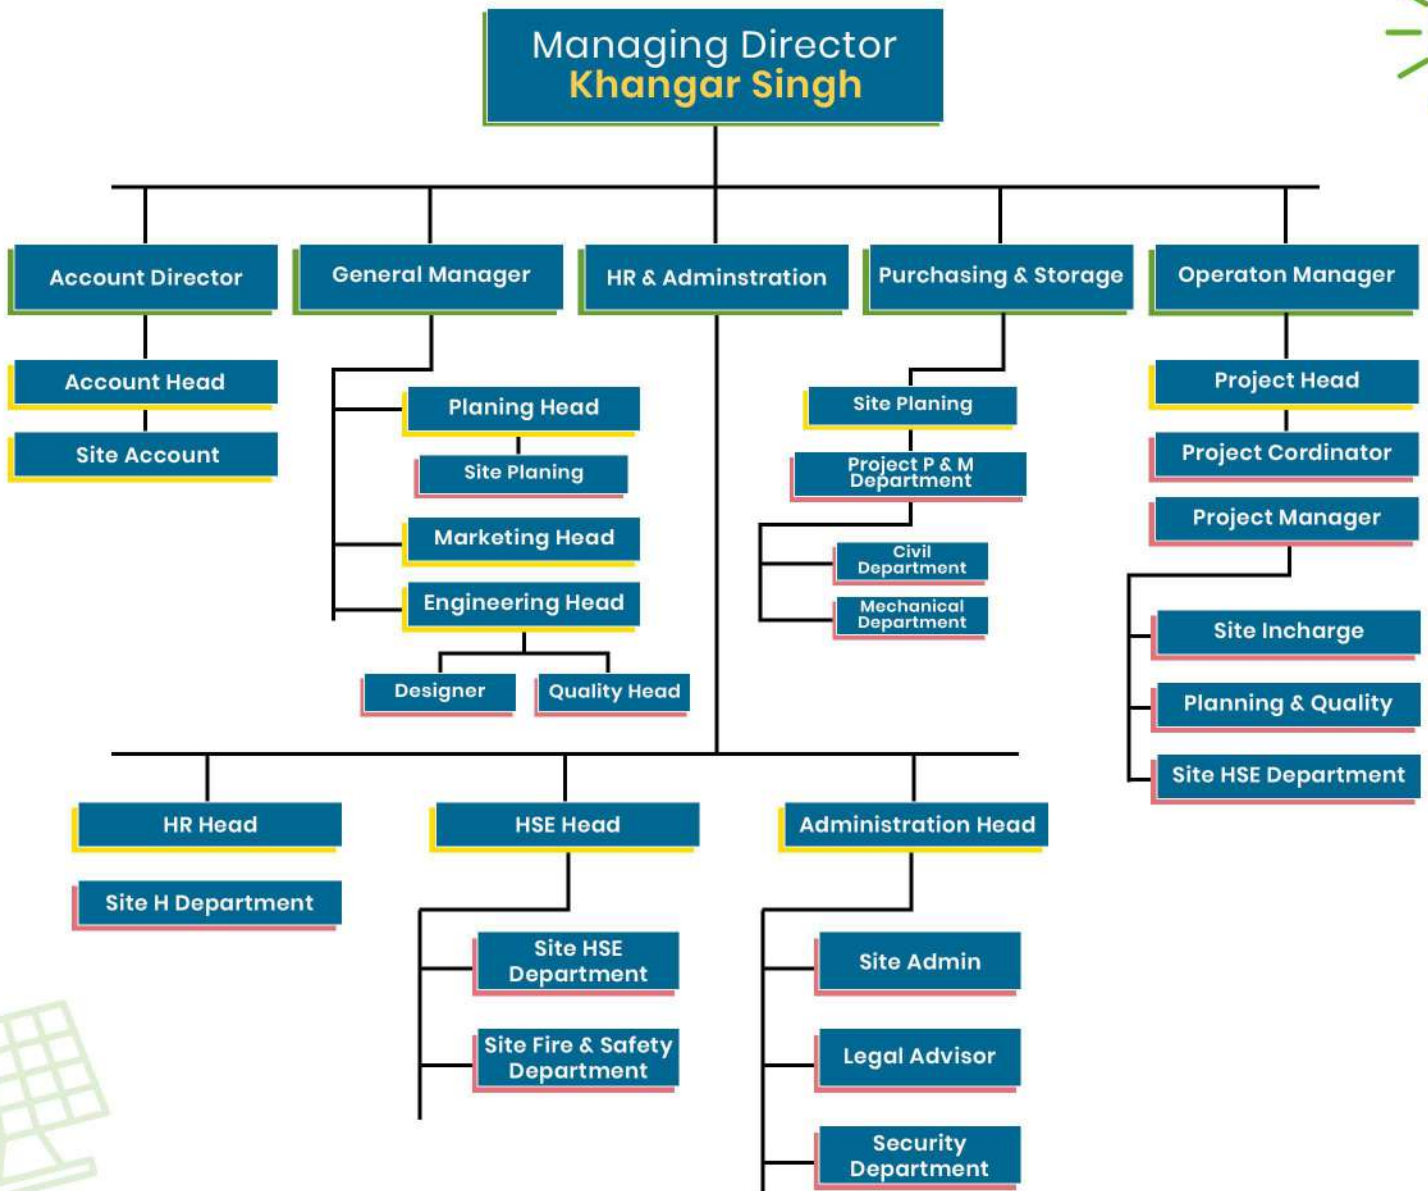 Managing Director
Khangar Singh
Account Director
General Manager
HR & Adminstration
Purchasing & Storage
Operaton Manager
Account Head
Site Account
Planing Head
Site Planing
Marketing Head
Engineering Head
Designer
Quality Head
Site Planing
Project P & M
Department
Civil
Department
Mechanical
Department
Project Head
Project Cordinator
Project Manager
Site Incharge
Planning & Quality
Site HSE Department
HR Head
Site H Department
HSE Head
Site HSE
Department
Site Fire & Safety
Department
Administration Head
Site Admin
Legal Advisor
Security
Department